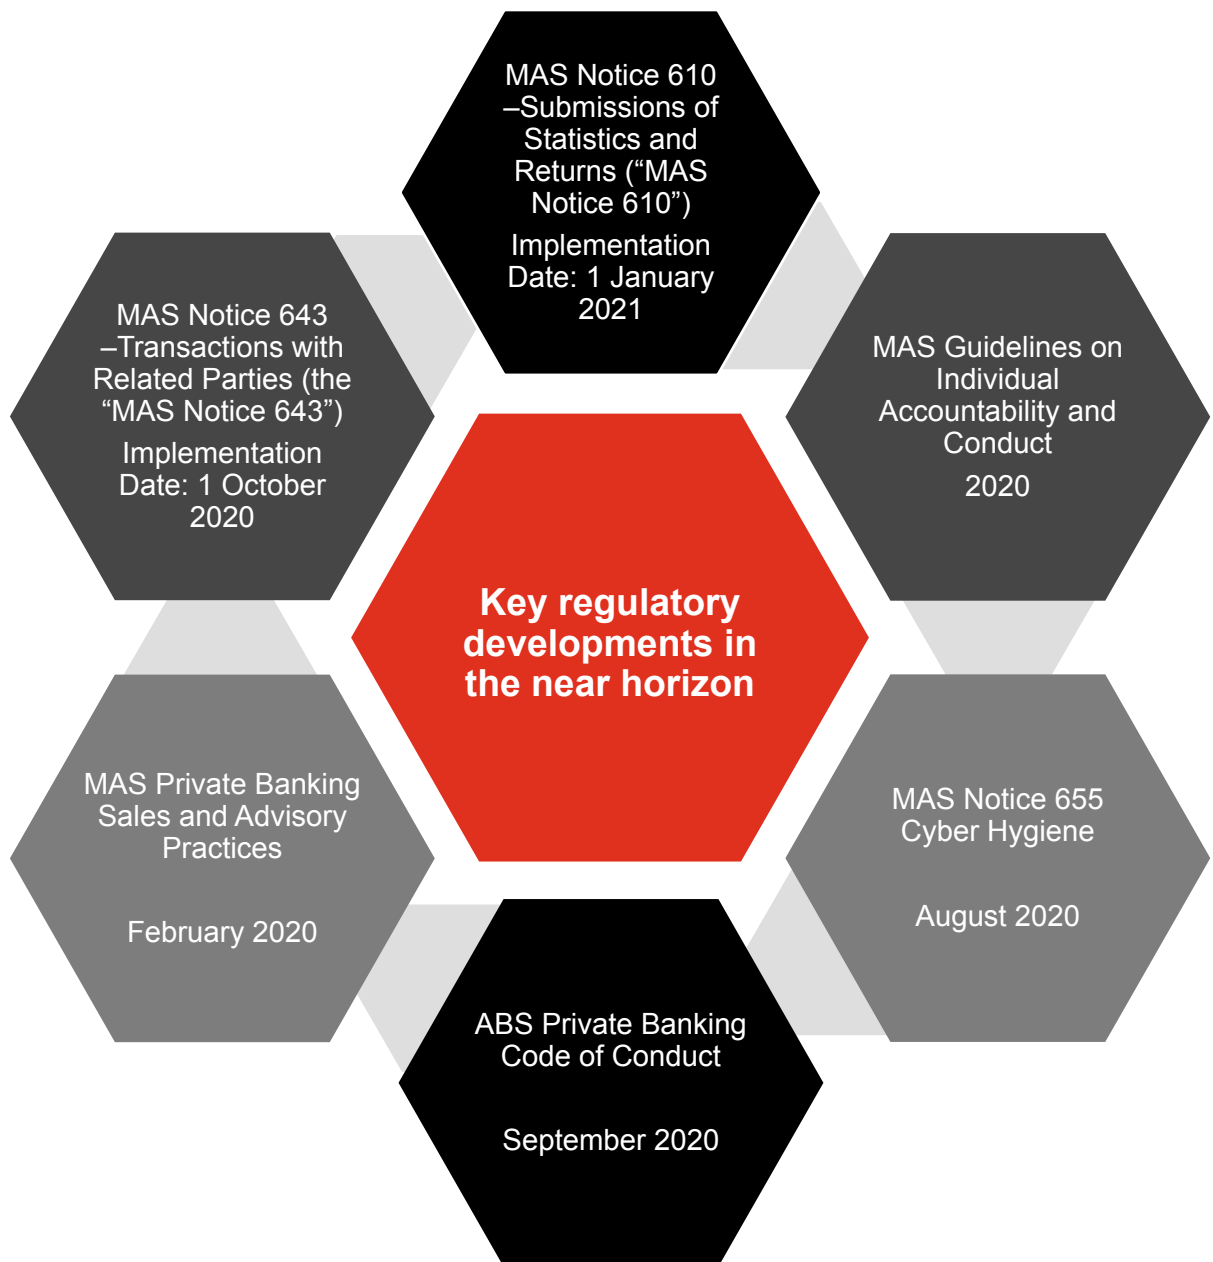 MAS Notice 610
–Submissions of
Statistics and
Returns (“MAS
Notice 610”)
Implementation
Date: 1 January
2021
MAS Notice 643
–Transactions with
Related Parties (the
“MAS Notice 643”)
Implementation
Date: 1 October
2020
MAS Guidelines on
Individual
Accountability and
Conduct
2020
Key regulatory
developments in
the near horizon
MAS Private Banking
Sales and Advisory
Practices
February 2020
MAS Notice 655
Cyber Hygiene
August 2020
ABS Private Banking
Code of Conduct
September 2020